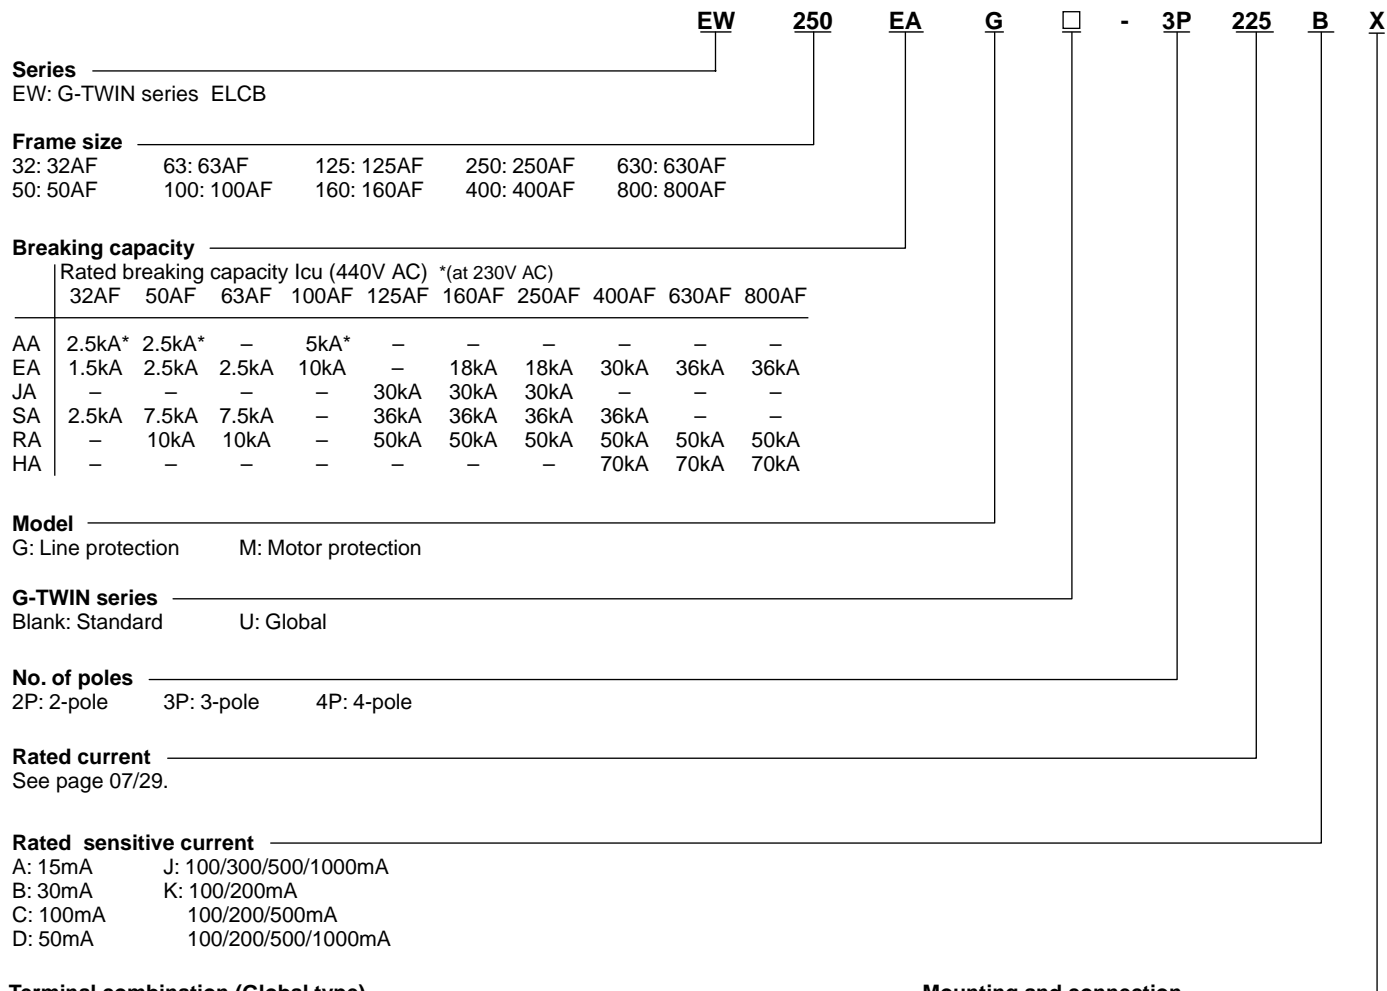 EW 250 EA G □ - 3P 225 B X
Series
EW: G-TWIN series ELCB
Frame size
32: 32AF 63: 63AF 125: 125AF 250: 250AF 630: 630AF
50: 50AF 100: 100AF 160: 160AF 400: 400AF 800: 800AF
Breaking capacity
Rated breaking capacity Icu (440V AC) *(at 230V AC)
32AF 50AF 63AF 100AF 125AF 160AF 250AF 400AF 630AF 800AF
AA 2.5kA* 2.5kA* – 5kA* – – – – – –
EA 1.5kA 2.5kA 2.5kA 10kA – 18kA 18kA 30kA 36kA 36kA
JA – – – – 30kA 30kA 30kA – – –
SA 2.5kA 7.5kA 7.5kA – 36kA 36kA 36kA 36kA – –
RA – 10kA 10kA – 50kA 50kA 50kA 50kA 50kA 50kA
HA – – – – – – – 70kA 70kA 70kA
Model
G: Line protection M: Motor protection
G-TWIN series
Blank: Standard U: Global
No. of poles
2P: 2-pole 3P: 3-pole 4P: 4-pole
Rated current
See page 07/29.
Rated sensitive current
A: 15mA J: 100/300/500/1000mA
B: 30mA K: 100/200mA
C: 100mA 100/200/500mA
D: 50mA 100/200/500/1000mA
Terminal combination (Global type) Mounting and connection